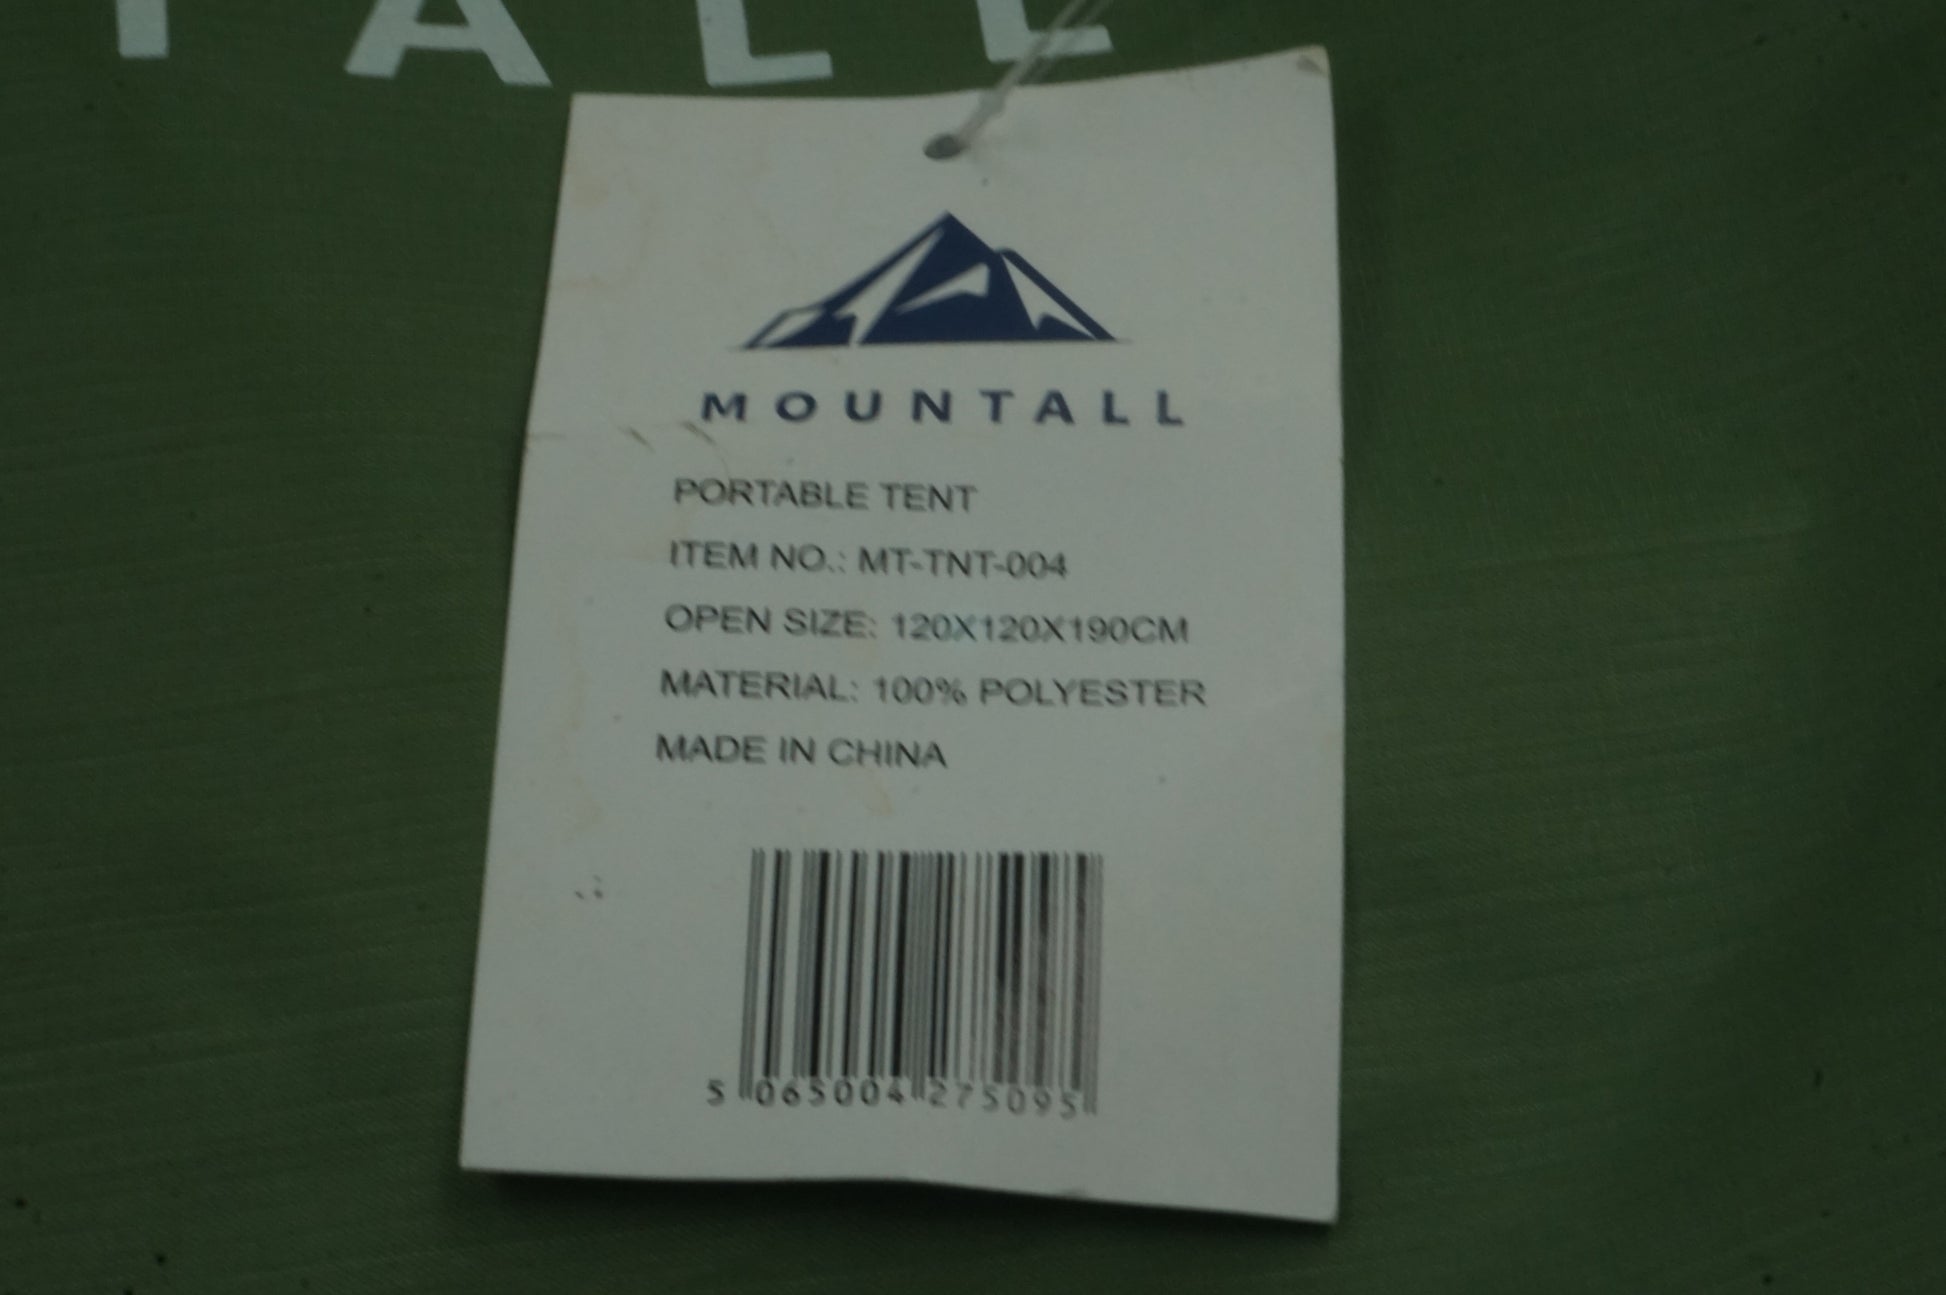 TALL
MOUNTALL
PORTABLE TENT
ITEM NO.: MT-TNT-004
OPEN SIZE: 120X120X190CM
MATERIAL: 100% POLYESTER
MADE IN CHINA
5 065004 275095